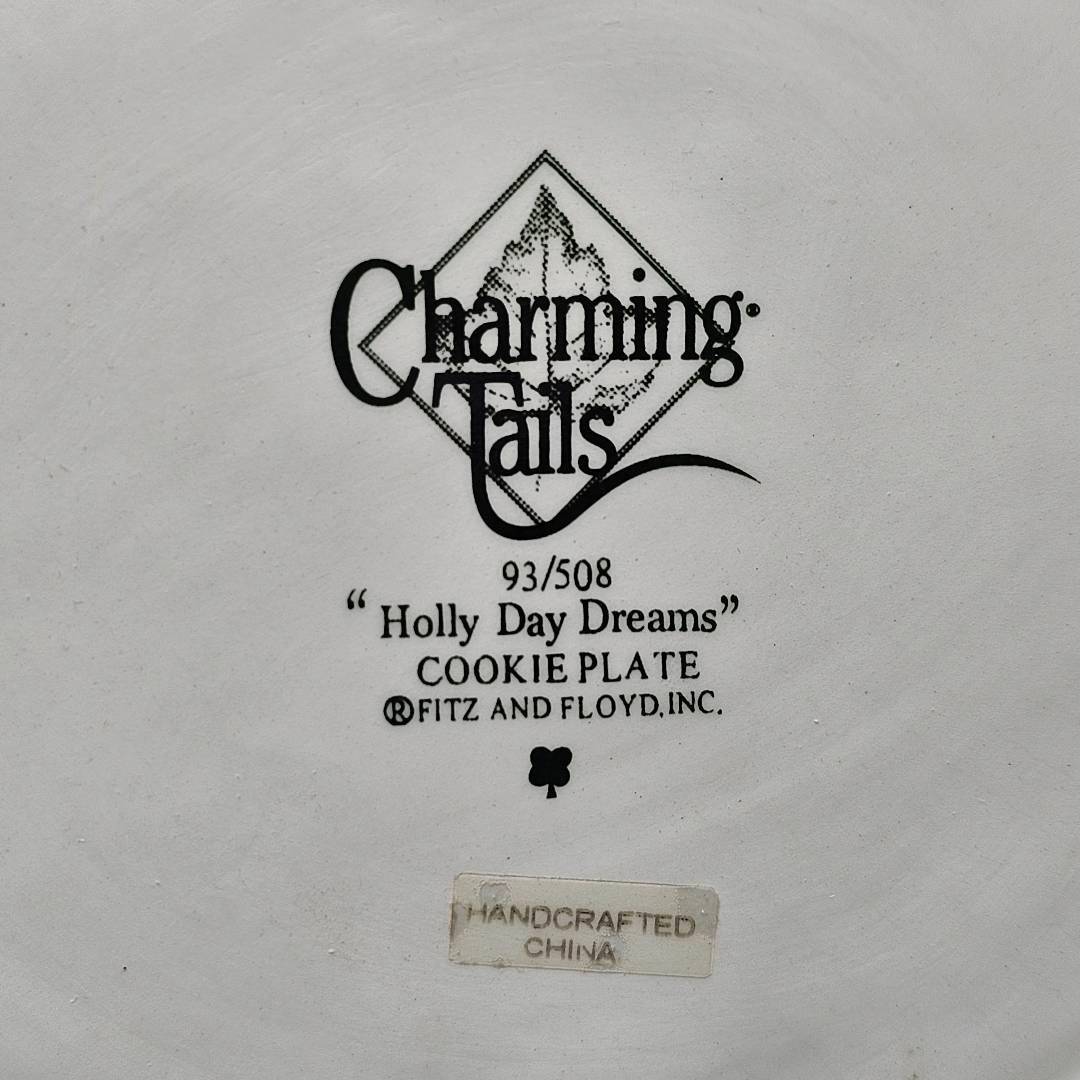 Charming
Tails
93/508
“Holly Day Dreams”
COOKIE PLATE
®FITZ AND FLOYD, INC.
HANDCRAFTED
CHINA